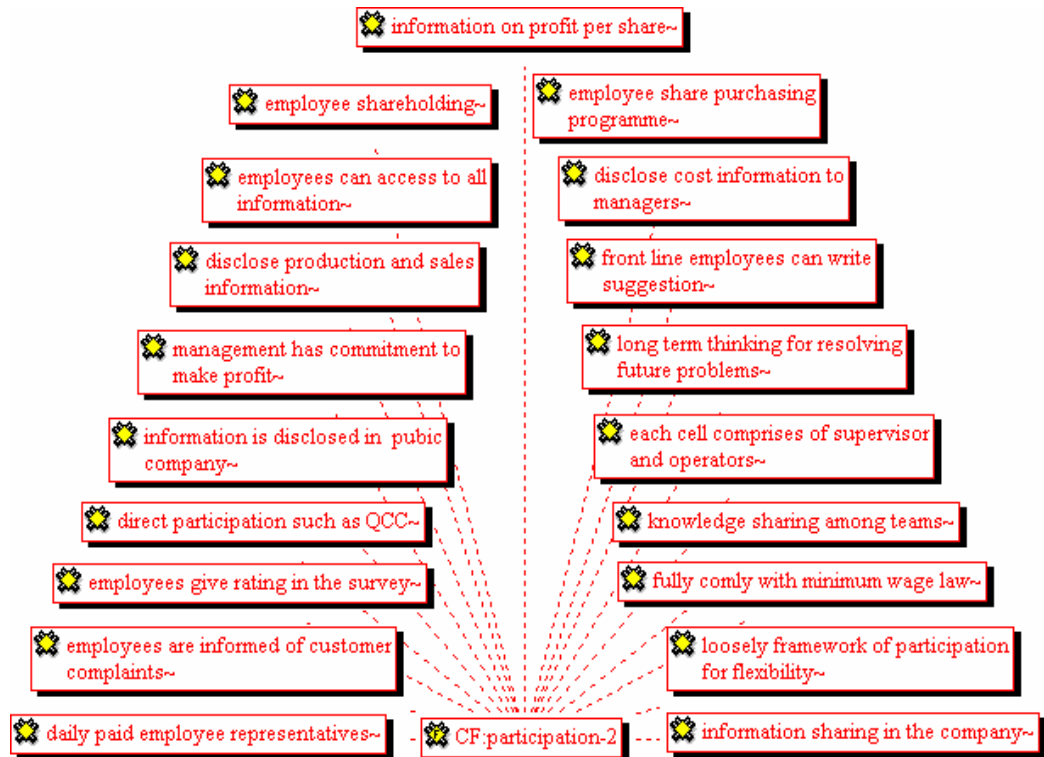 information on profit per share~
employee shareholding~
employee share purchasing
programme~
employees can access to all
information~
disclose cost information to
managers~
disclose production and sales
information~
front line employees can write
suggestion~
management has commitment to
make profit~
long term thinking for resolving
future problems~
information is disclosed in pubic
company~
each cell comprises of supervisor
and operators~
direct participation such as QCC~
knowledge sharing among teams~
employees give rating in the survey~
fully comly with minimum wage law~
employees are informed of customer
complaints~
loosely framework of participation
for flexibility~
daily paid employee representatives~
CF:participation-2
information sharing in the company~